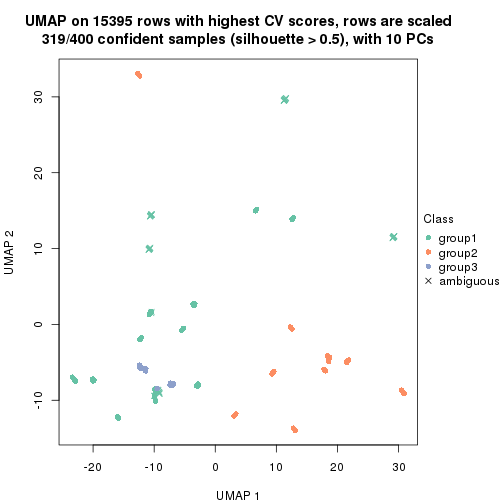 UMAP on 15395 rows with highest CV scores, rows are scaled
319/400 confident samples (silhouette > 0.5), with 10 PCs
30
20
10
0
-10
UMAP 2
-20
-10
0
10
20
30
UMAP 1
Class
group1
group2
group3
ambiguous